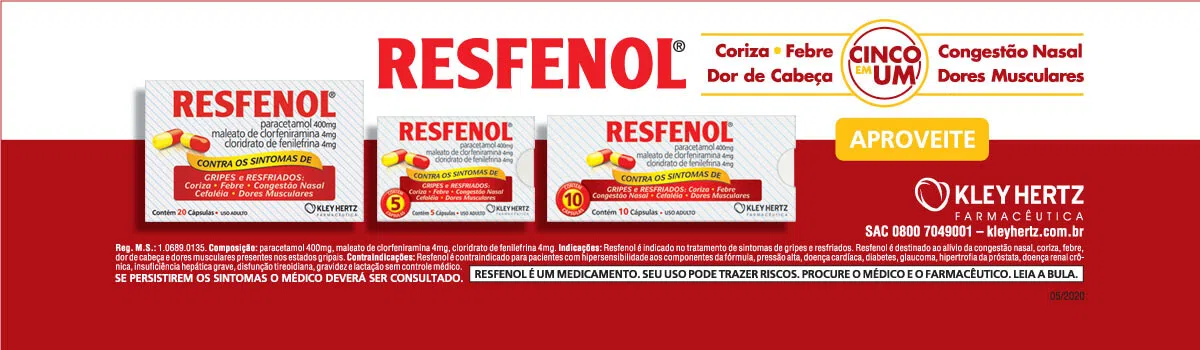 RESFENOL®
Coriza • Febre
Dor de Cabeça
CINCO
EM
UM
Congestão Nasal
Dores Musculares
APROVEITE
RESFENOL®
paracetamol 400mg
maleato de clorfeniramina 4mg
cloridrato de fenilefrina 4mg
CONTRA OS SINTOMAS DE
GRIPES e RESFRIADOS:
Coriza • Febre • Congestão Nasal
Cefaléia • Dores Musculares
Contém 20 Cápsulas • USO ADULTO
KLEY HERTZ
FARMACÊUTICA
RESFENOL®
paracetamol 400mg
maleato de clorfeniramina 4mg
cloridrato de fenilefrina 4mg
CONTRA OS SINTOMAS DE
GRIPES e RESFRIADOS:
Coriza • Febre • Congestão Nasal
Cefaléia • Dores Musculares
CONTÉM
5
CÁPSULAS
Contém 5 Cápsulas • USO ADULTO
KLEY HERTZ
RESFENOL®
paracetamol 400mg
maleato de clorfeniramina 4mg
cloridrato de fenilefrina 4mg
CONTRA OS SINTOMAS DE
GRIPES e RESFRIADOS: Coriza • Febre
Congestão Nasal • Cefaléia • Dores Musculares
CONTÉM
10
CÁPSULAS
Contém 10 Cápsulas • USO ADULTO
KLEY HERTZ
KLEY HERTZ
FARMACÊUTICA
SAC 0800 7049001 – kleyhertz.com.br
Reg. M.S.: 1.0689.0135. Composição: paracetamol 400mg, maleato de clorfeniramina 4mg, cloridrato de fenilefrina 4mg. Indicações: Resfenol é indicado no tratamento de sintomas de gripes e resfriados. Resfenol é destinado ao alívio da congestão nasal, coriza, febre,
dor de cabeça e dores musculares presentes nos estados gripais. Contraindicações: Resfenol é contraindicado para pacientes com hipersensibilidade aos componentes da fórmula, pressão alta, doença cardíaca, diabetes, glaucoma, hipertrofia da próstata, doença renal crô-
nica, insuficiência hepática grave, disfunção tireoidiana, gravidez e lactação sem controle médico.
SE PERSISTIREM OS SINTOMAS O MÉDICO DEVERÁ SER CONSULTADO.
RESFENOL É UM MEDICAMENTO. SEU USO PODE TRAZER RISCOS. PROCURE O MÉDICO E O FARMACÊUTICO. LEIA A BULA.
05/2020